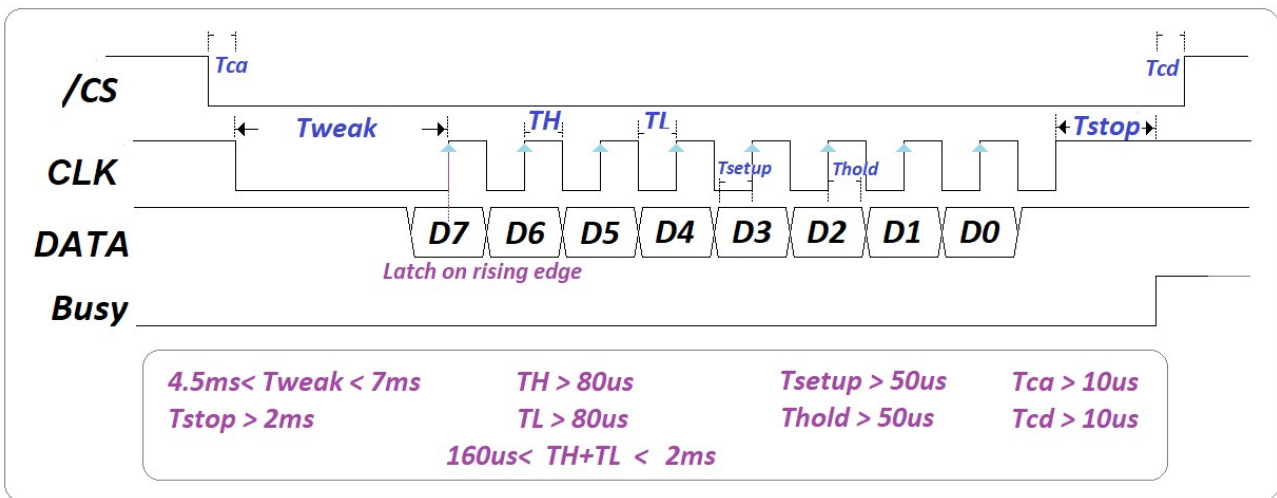 Tca
Tcd
/CS
Tweak
TH
TL
Tstop
CLK
Tsetup
Thold
DATA
D7 D6 D5 D4 D3 D2 D1 D0
Latch on rising edge
Busy
4.5ms< Tweak < 7ms TH > 80us Tsetup > 50us Tca > 10us
Tstop > 2ms TL > 80us Thold > 50us Tcd > 10us
160us< TH+TL < 2ms